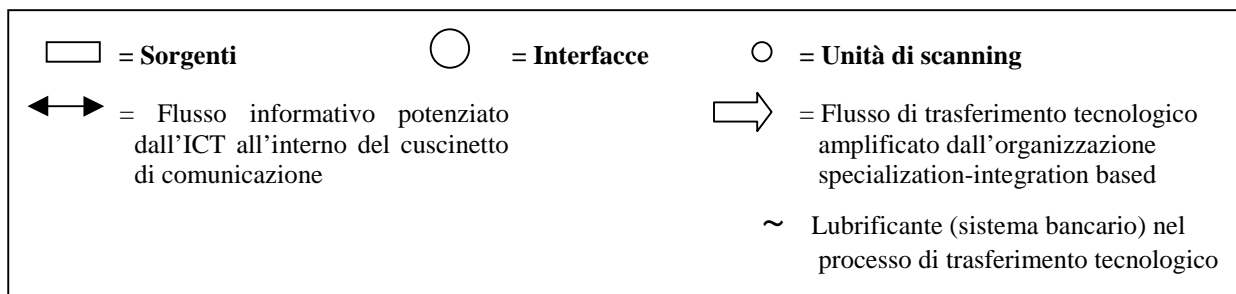 = Sorgenti = Interfacce = Unità di scanning
= Flusso informativo potenziato
dall'ICT all'interno del cuscinetto
di comunicazione
= Flusso di trasferimento tecnologico
amplificato dall'organizzazione
specialization-integration based
~ Lubrificante (sistema bancario) nel
processo di trasferimento tecnologico